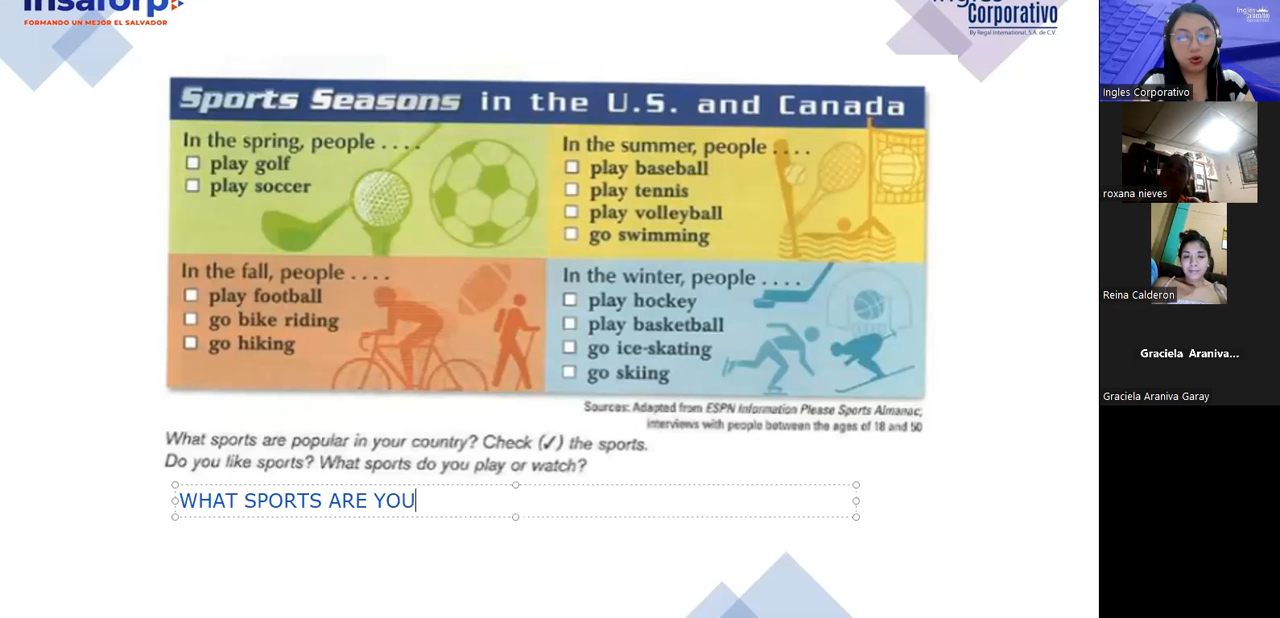 insaforp
FORMANDO UN MEJOR EL SALVADOR
Corporativo
By Regal International, S.A. de C.V.
Sports Seasons in the U.S. and Canada
In the spring, people . . . .
play golf
play soccer
In the summer, people . . . .
play baseball
play tennis
play volleyball
go swimming
In the fall, people . . . .
play football
go bike riding
go hiking
In the winter, people . . . .
play hockey
play basketball
go ice-skating
go skiing
Sources: Adapted from ESPN Information Please Sports Almanac;
interviews with people between the ages of 18 and 50
What sports are popular in your country? Check (✓) the sports.
Do you like sports? What sports do you play or watch?
WHAT SPORTS ARE YOU
Ingles Corporativo
roxana nieves
Reina Calderon
Graciela Araniva...
Graciela Araniva Garay